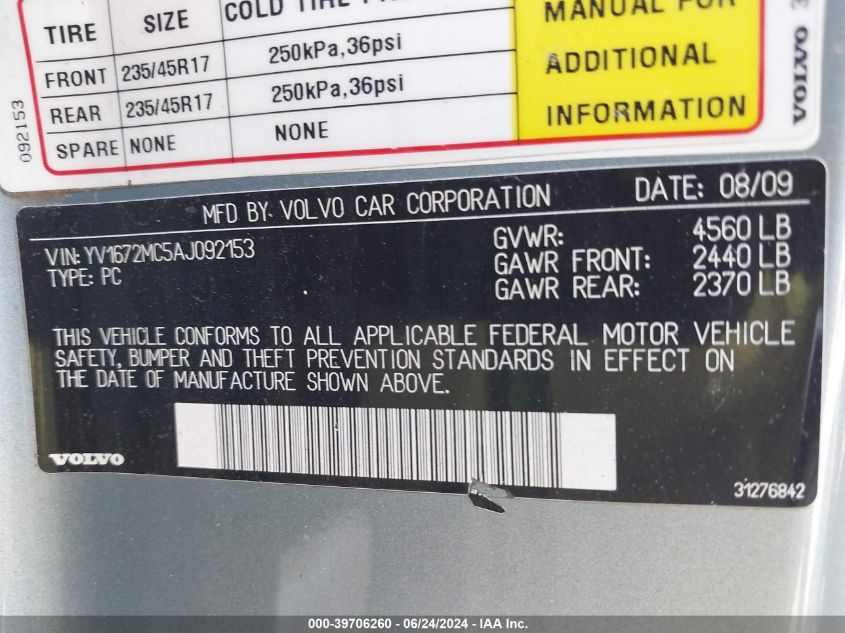 TIRE SIZE COLD TIRE
FRONT 235/45R17 250kPa,36psi
REAR 235/45R17 250kPa,36psi
SPARE NONE NONE
MANUAL FOR
ADDITIONAL
INFORMATION
VOLVO
092153
MFD BY: VOLVO CAR CORPORATION DATE: 08/09
VIN: YV1672MC5AJ092153
TYPE: PC
GVWR: 4560 LB
GAWR FRONT: 2440 LB
GAWR REAR: 2370 LB
THIS VEHICLE CONFORMS TO ALL APPLICABLE FEDERAL MOTOR VEHICLE
SAFETY, BUMPER AND THEFT PREVENTION STANDARDS IN EFFECT ON
THE DATE OF MANUFACTURE SHOWN ABOVE.
VOLVO
31276842
000-39706260 - 06/24/2024 - IAA Inc.